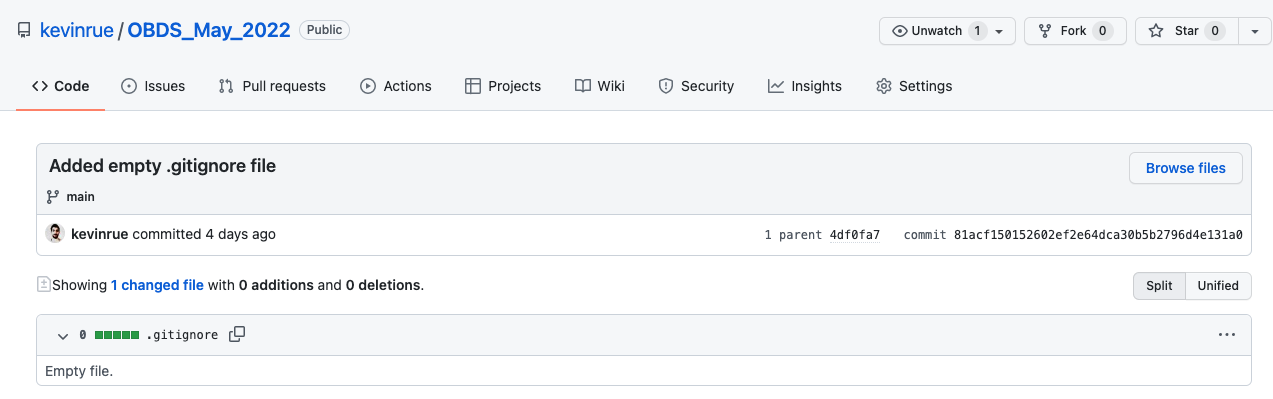 kevinrue / OBDS_May_2022 Public Unwatch 1 Fork 0 Star 0
Code Issues Pull requests Actions Projects Wiki Security Insights Settings
Added empty .gitignore file Browse files
main
kevinrue committed 4 days ago 1 parent 4df0fa7 commit 81acf150152602ef2e64dca30b5b2796d4e131a0
Showing 1 changed file with 0 additions and 0 deletions. Split Unified
0 .gitignore
Empty file.